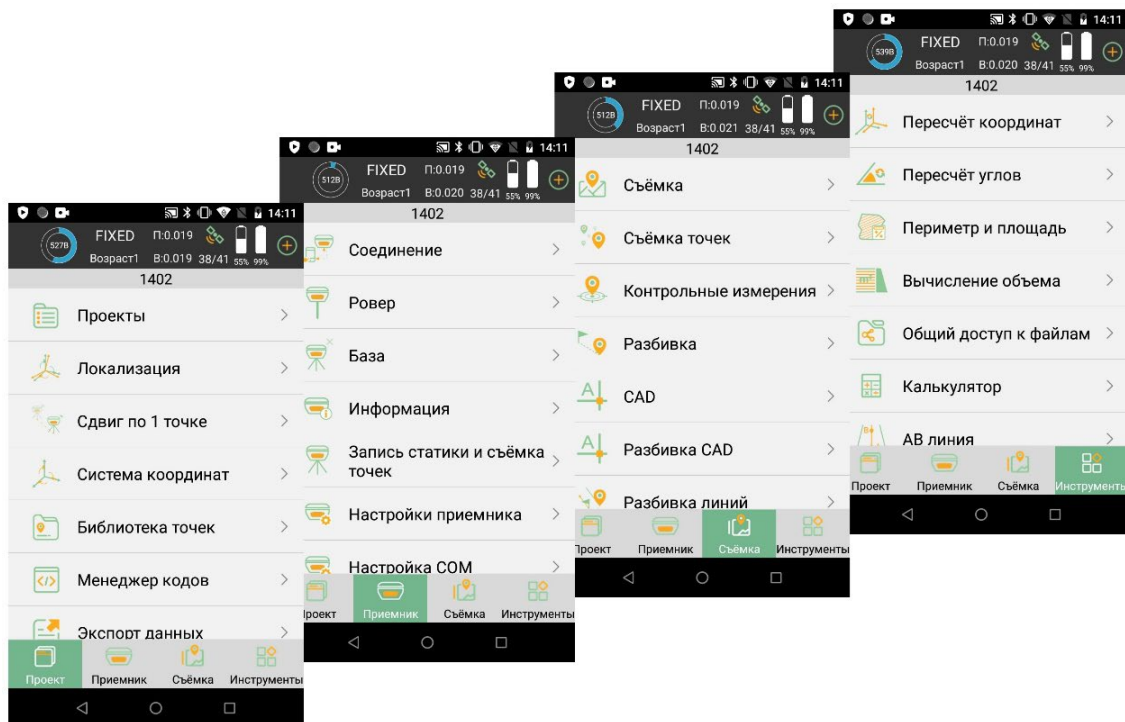 14:11
527B
FIXED
П:0.019
Возраст1
В:0.019
38/41
55%
99%
1402
Проекты
Локализация
Сдвиг по 1 точке
Система координат
Библиотека точек
Менеджер кодов
Экспорт данных
Проект
Приемник
Съёмка
Инструменты
14:11
512B
FIXED
П:0.019
Возраст1
В:0.020
38/41
55%
99%
1402
Соединение
Ровер
База
Информация
Запись статики и съёмка
точек
Настройки приемника
Настройка COM
Проект
Приемник
Съёмка
Инструменты
14:11
512B
FIXED
П:0.019
Возраст1
В:0.021
38/41
55%
99%
1402
Съёмка
Съёмка точек
Контрольные измерения
Разбивка
CAD
Разбивка CAD
Разбивка линий
Проект
Приемник
Съёмка
Инструменты
14:11
539B
FIXED
П:0.019
Возраст1
В:0.020
38/41
55%
99%
1402
Пересчёт координат
Пересчёт углов
Периметр и площадь
Вычисление объема
Общий доступ к файлам
Калькулятор
АВ линия
Проект
Приемник
Съёмка
Инструменты